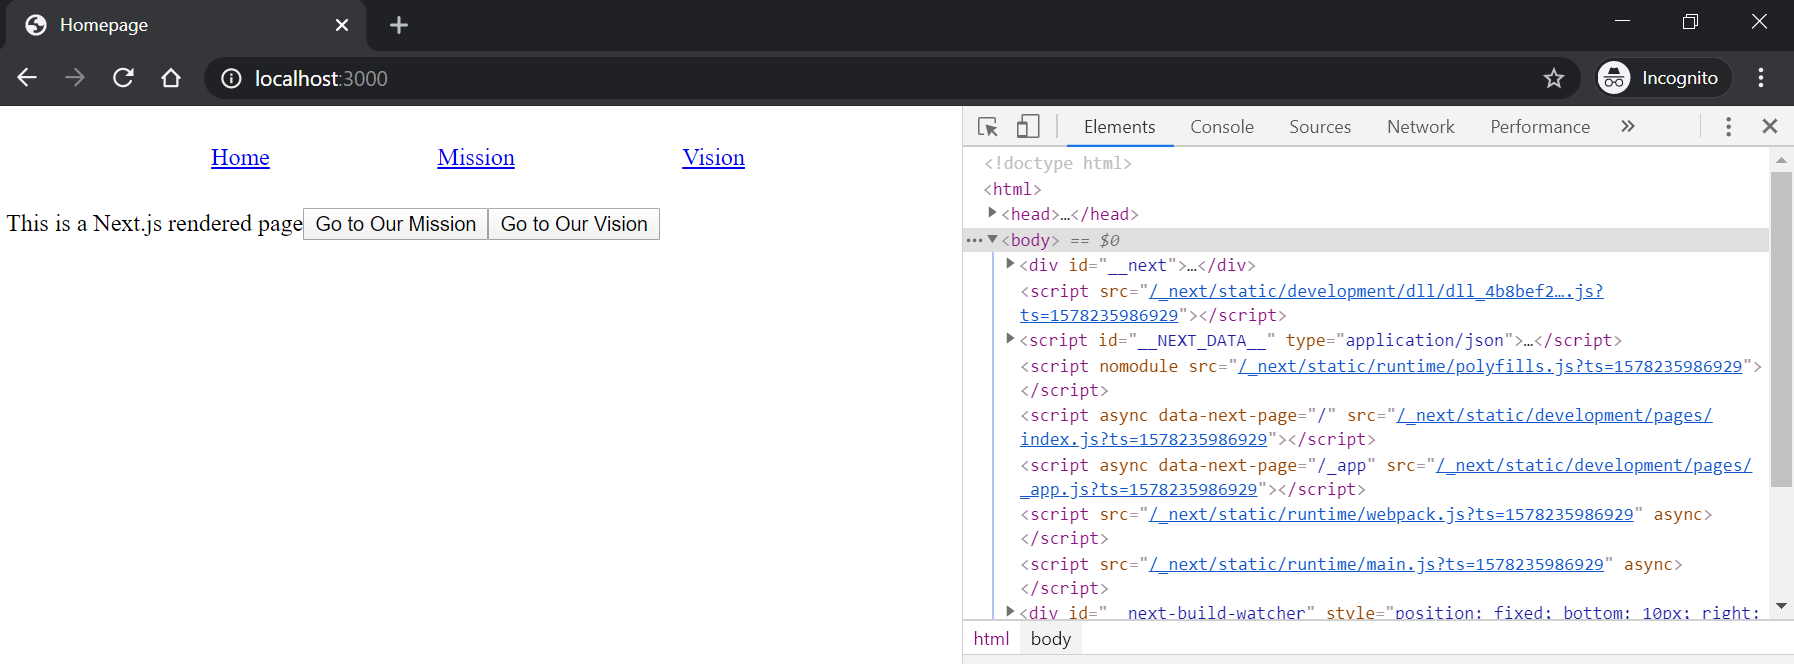 Homepage
localhost:3000
Incognito
Home Mission Vision
This is a Next.js rendered page Go to Our Mission Go to Our Vision
Elements Console Sources Network Performance »
<!doctype html>
<html>
<head>…</head>
<body> == $0
<div id="__next">…</div>
<script src="/_next/static/development/dll/dll_4b8bef2….js?
ts=1578235986929"></script>
<script id="__NEXT_DATA__" type="application/json">…</script>
<script nomodule src="/_next/static/runtime/polyfills.js?ts=1578235986929">
</script>
<script async data-next-page="/" src="/_next/static/development/pages/
index.js?ts=1578235986929"></script>
<script async data-next-page="/_app" src="/_next/static/development/pages/
_app.js?ts=1578235986929"></script>
<script src="/_next/static/runtime/webpack.js?ts=1578235986929" async>
</script>
<script src="/_next/static/runtime/main.js?ts=1578235986929" async>
</script>
<div id="__next-build-watcher" style="position: fixed; bottom: 10px; right:
html body